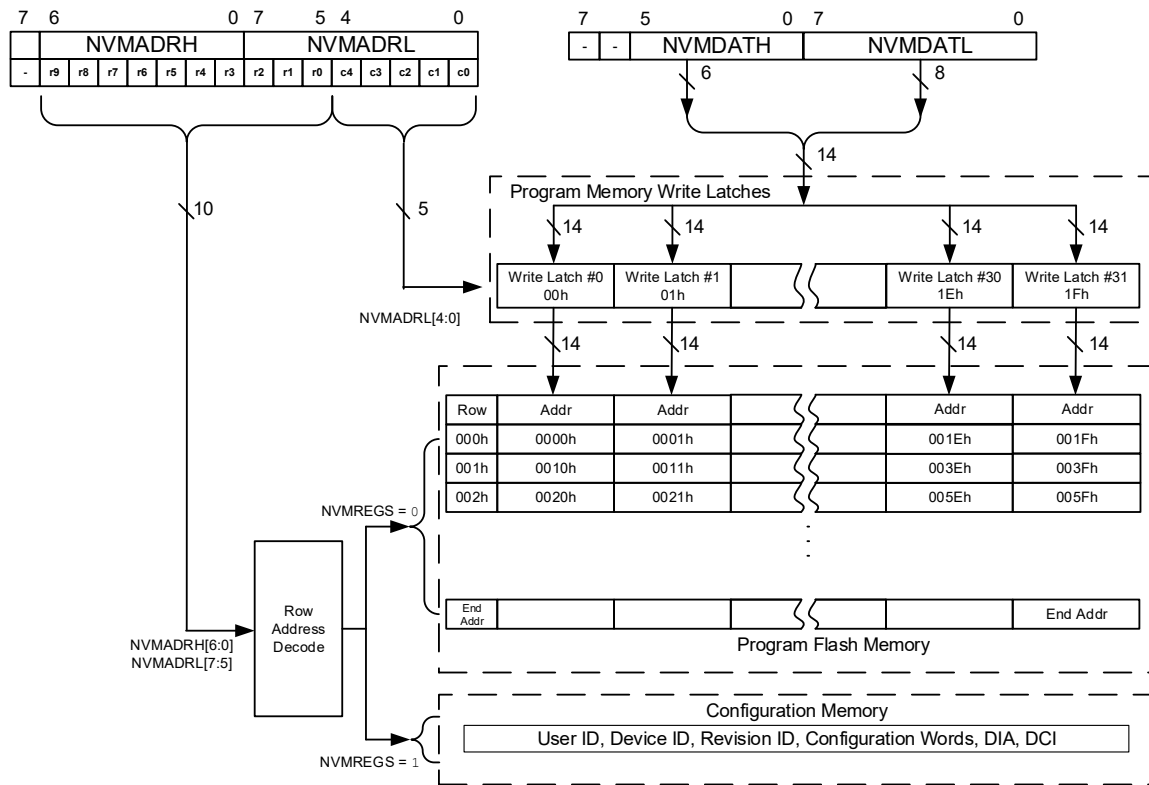 7 6 0 7 5 4 0
NVMADRH NVMADRL
- r9 r8 r7 r6 r5 r4 r3 r2 r1 r0 c4 c3 c2 c1 c0
7 5 0 7 0
- - NVMDATH NVMDATL
6 8
14
10 5
Program Memory Write Latches
14 14 14 14
Write Latch #0 Write Latch #1 Write Latch #30 Write Latch #31
00h 01h 1Eh 1Fh
NVMADRL[4:0]
14 14 14 14
Row Addr Addr Addr Addr
000h 0000h 0001h 001Eh 001Fh
001h 0010h 0011h 003Eh 003Fh
002h 0020h 0021h 005Eh 005Fh
NVMREGS = 0
End
Addr
End Addr
Program Flash Memory
Row
Address
Decode
NVMADRH[6:0]
NVMADRL[7:5]
Configuration Memory
User ID, Device ID, Revision ID, Configuration Words, DIA, DCI
NVMREGS = 1